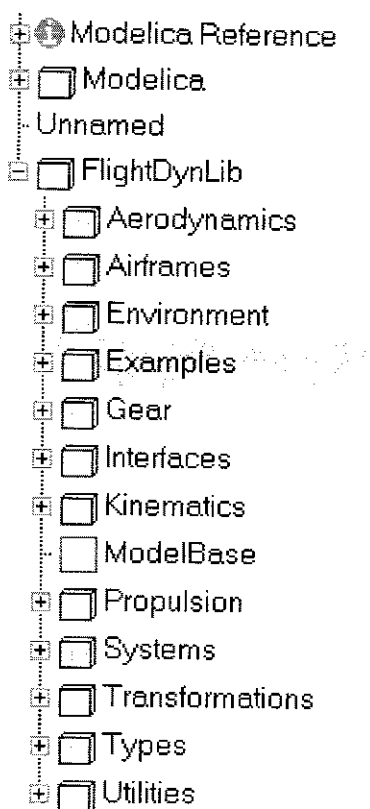 Modelica Reference
Modelica
Unnamed
FlightDynLib
Aerodynamics
Airframes
Environment
Examples
Gear
Interfaces
Kinematics
ModelBase
Propulsion
Systems
Transformations
Types
Utilities